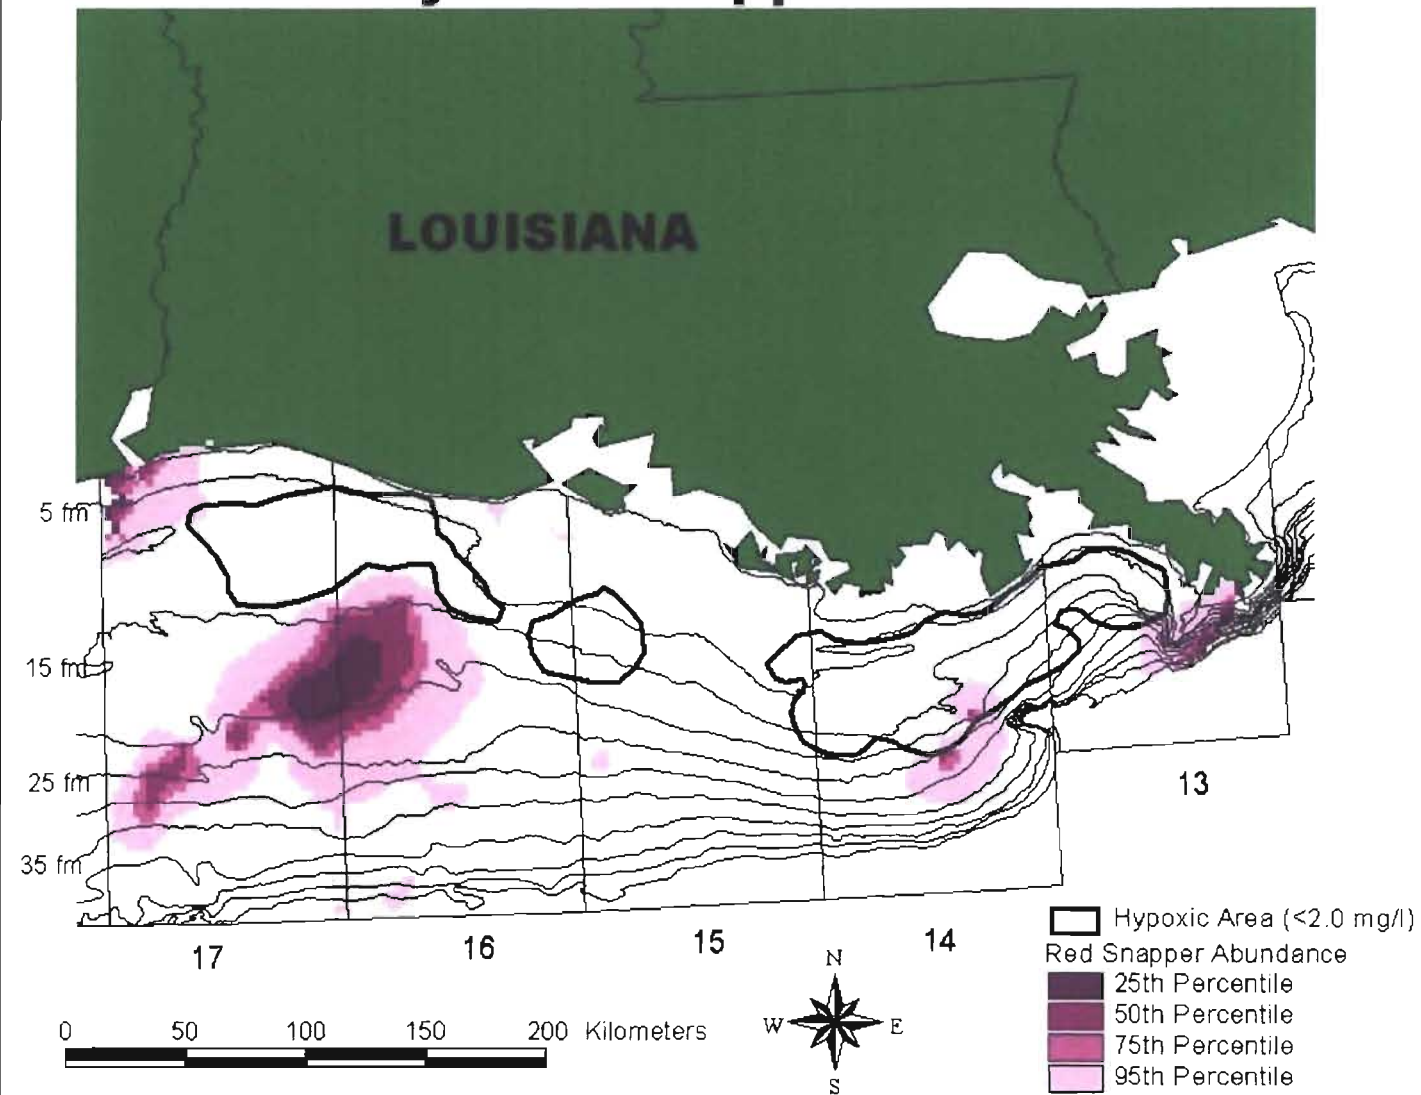 LOUISIANA
5 fm
15 fm
25 fm
35 fm
13
17
16
15
14
Hypoxic Area (<2.0 mg/l)
Red Snapper Abundance
25th Percentile
50th Percentile
75th Percentile
95th Percentile
N
W E
S
0 50 100 150 200 Kilometers